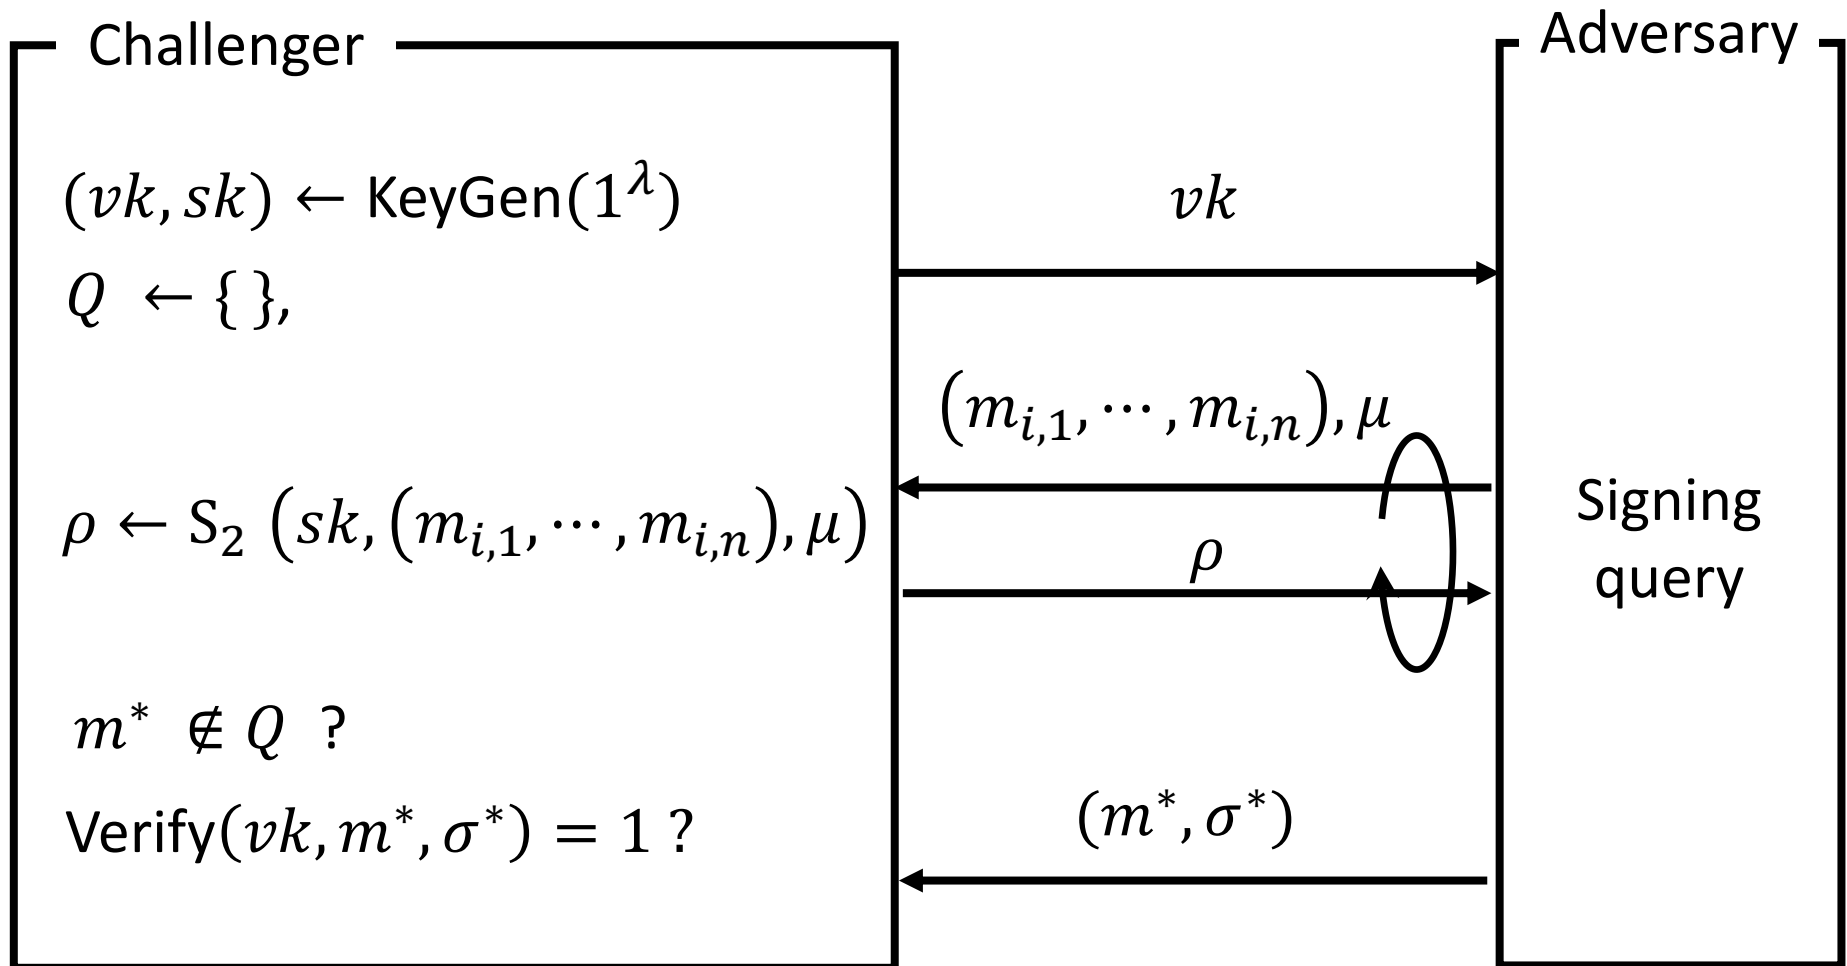 Challenger
(vk, sk) ← KeyGen(1^λ)
Q ← { },
ρ ← S₂ (sk, (m_{i,1}, ⋯, m_{i,n}), μ)
m* ∉ Q ?
Verify(vk, m*, σ*) = 1 ?
vk
(m_{i,1}, ⋯, m_{i,n}), μ
ρ
(m*, σ*)
Adversary
Signing
query